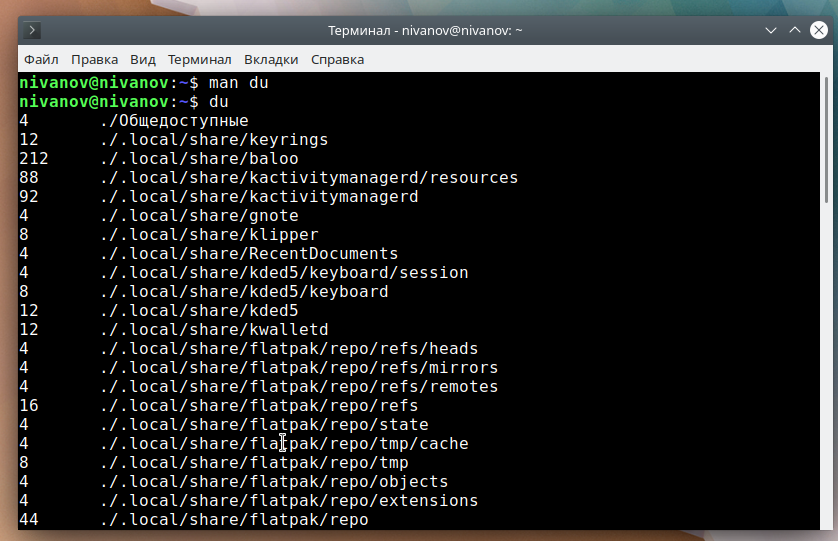 Терминал - nivanov@nivanov: ~
Файл Правка Вид Терминал Вкладки Справка
nivanov@nivanov:~$ man du
nivanov@nivanov:~$ du
4 ./Общедоступные
12 ./.local/share/keyrings
212 ./.local/share/baloo
88 ./.local/share/kactivitymanagerd/resources
92 ./.local/share/kactivitymanagerd
4 ./.local/share/gnote
8 ./.local/share/klipper
4 ./.local/share/RecentDocuments
4 ./.local/share/kded5/keyboard/session
8 ./.local/share/kded5/keyboard
12 ./.local/share/kded5
12 ./.local/share/kwalletd
4 ./.local/share/flatpak/repo/refs/heads
4 ./.local/share/flatpak/repo/refs/mirrors
4 ./.local/share/flatpak/repo/refs/remotes
16 ./.local/share/flatpak/repo/refs
4 ./.local/share/flatpak/repo/state
4 ./.local/share/flatpak/repo/tmp/cache
8 ./.local/share/flatpak/repo/tmp
4 ./.local/share/flatpak/repo/objects
4 ./.local/share/flatpak/repo/extensions
44 ./.local/share/flatpak/repo